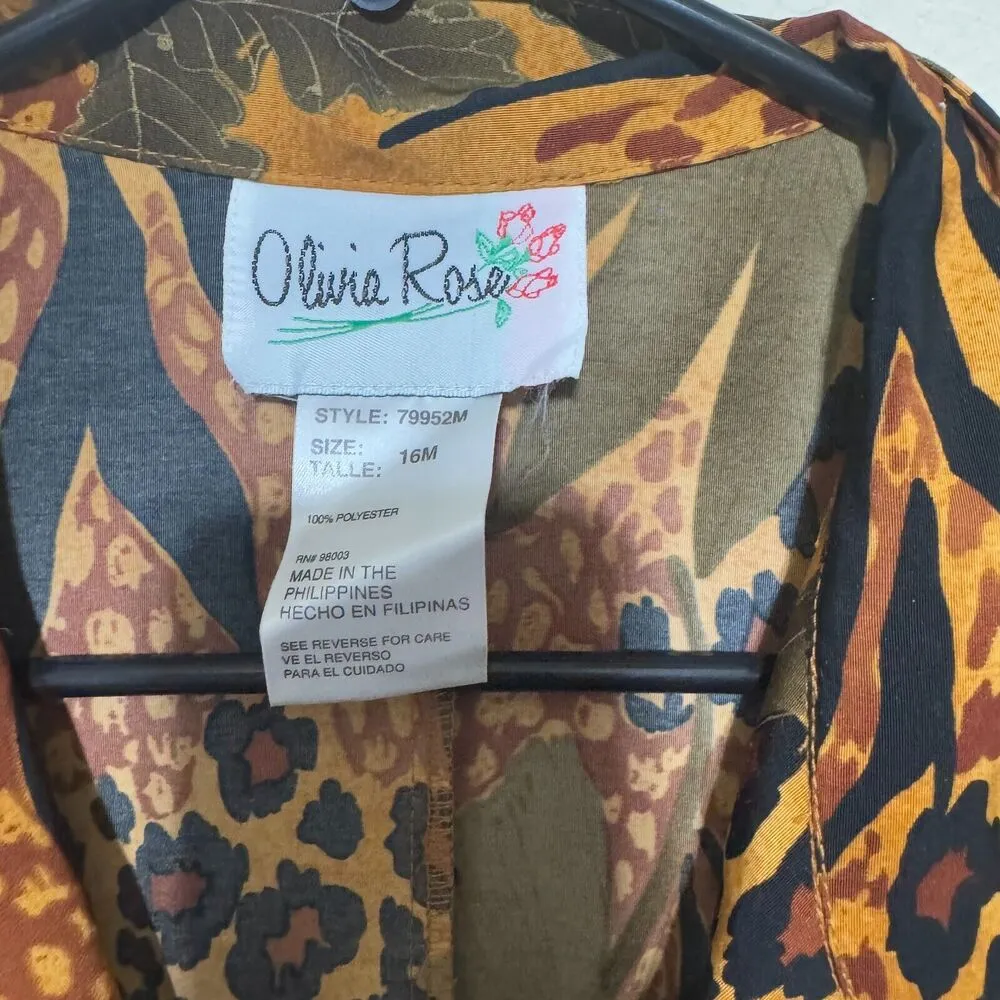 Olivia Rose
STYLE: 79952M
SIZE: 16M
TALLE:
100% POLYESTER
RN# 98003
MADE IN THE
PHILIPPINES
HECHO EN FILIPINAS
SEE REVERSE FOR CARE
VE EL REVERSO
PARA EL CUIDADO